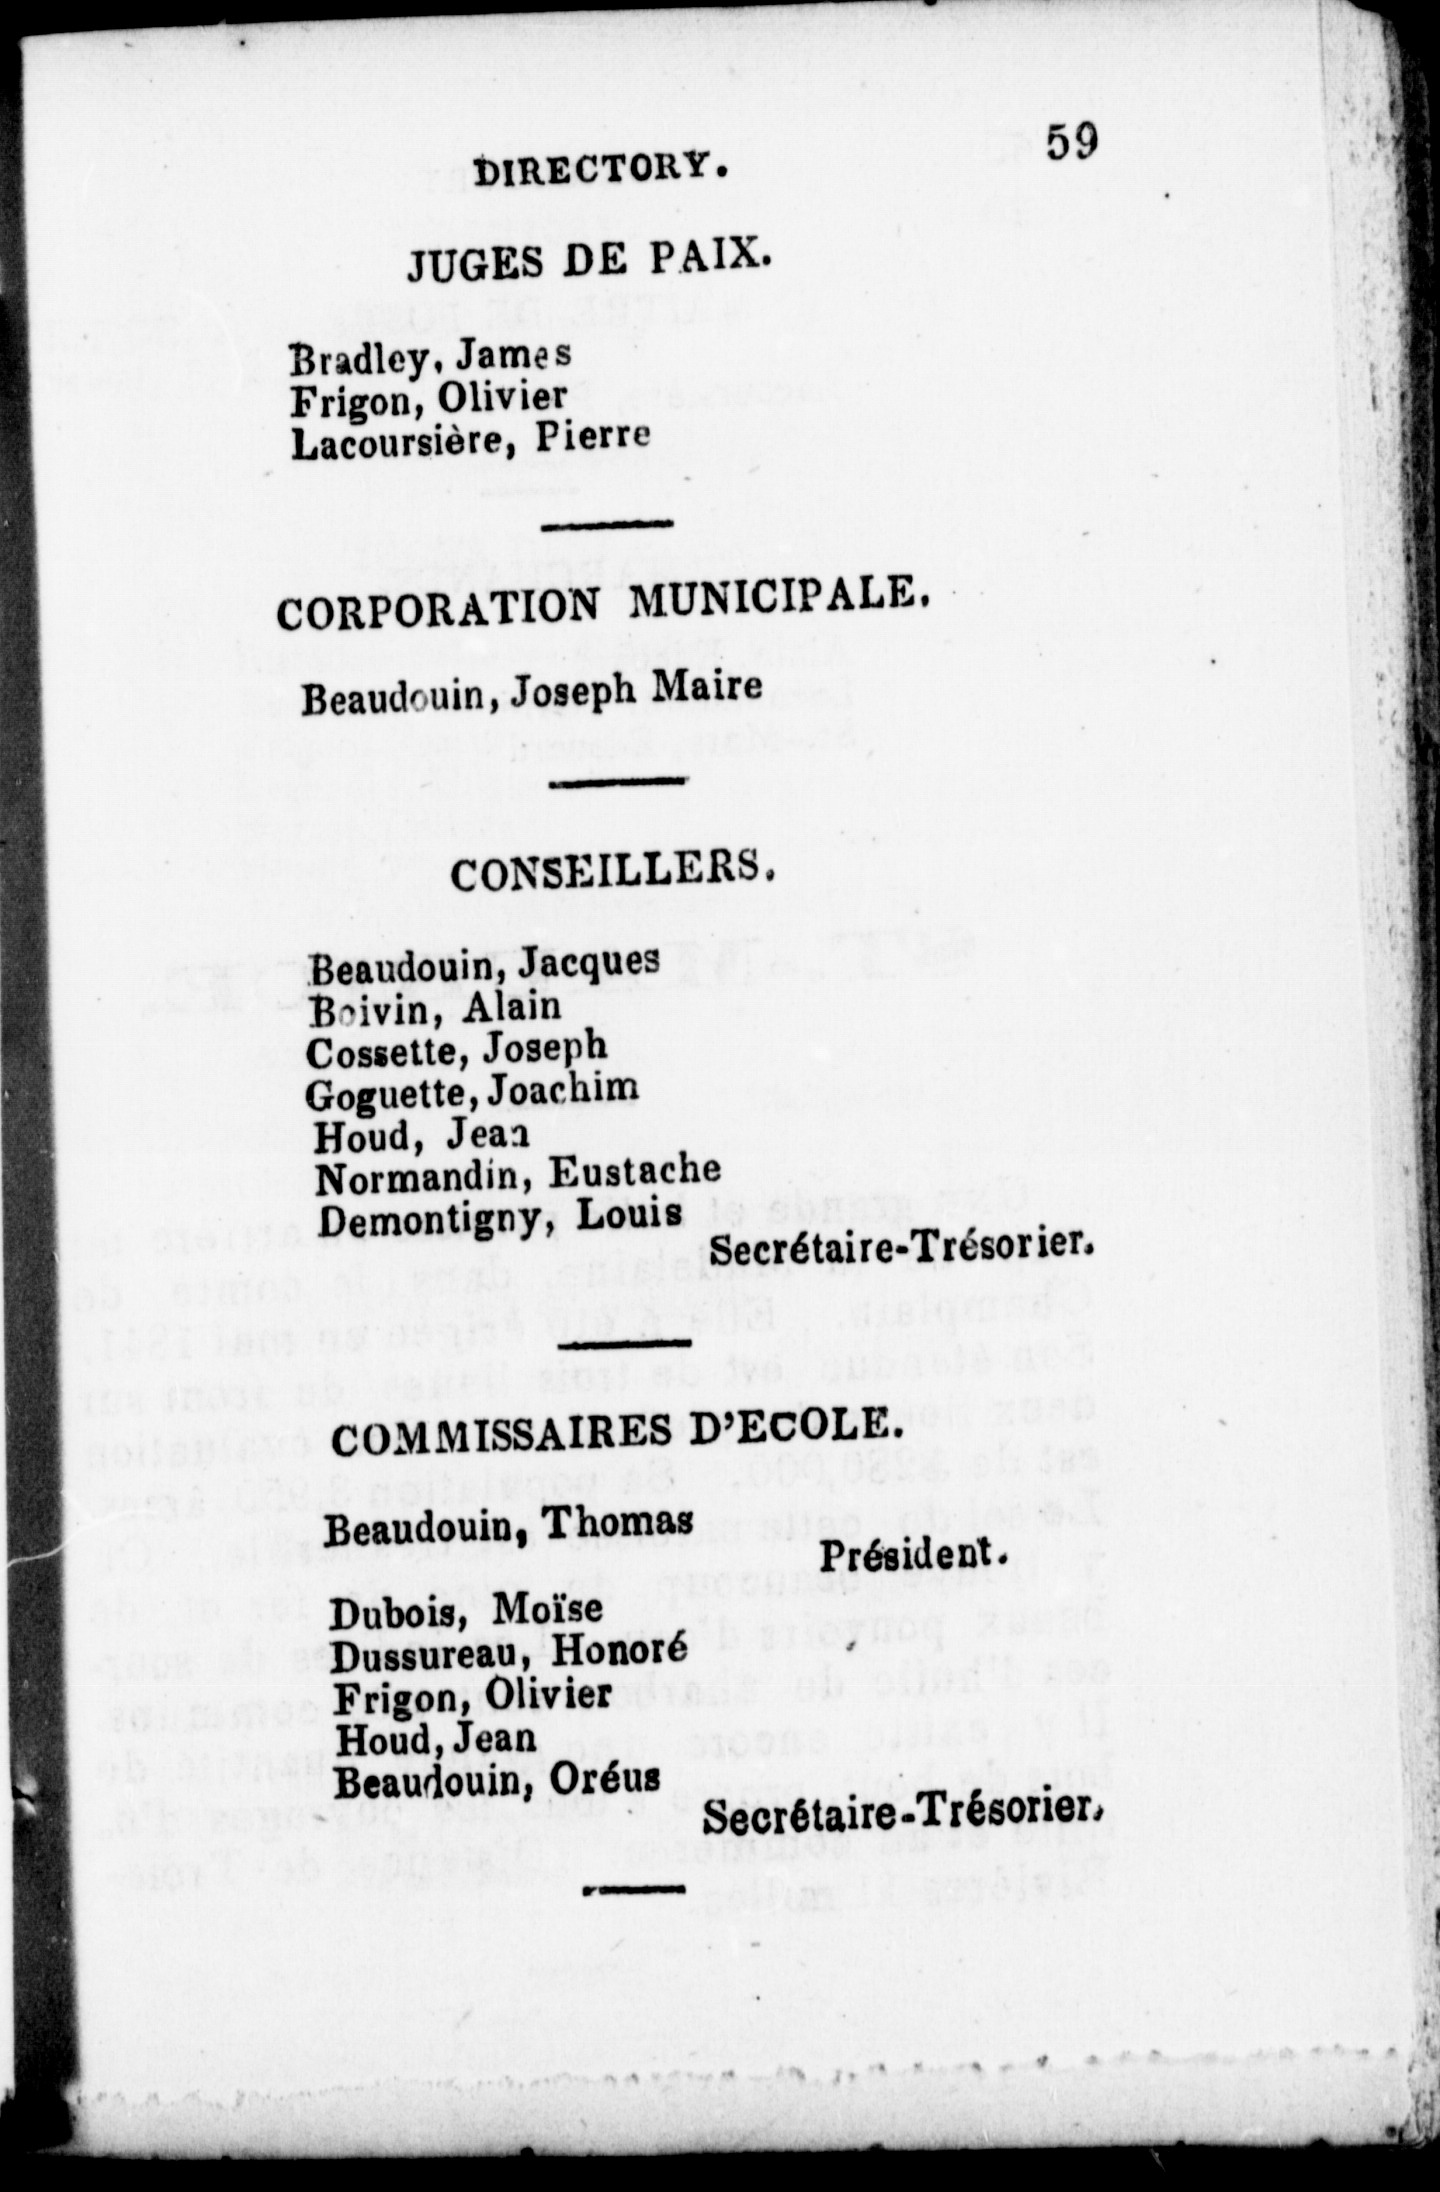 DIRECTORY. 59
JUGES DE PAIX.
Bradley, James
Frigon, Olivier
Lacoursière, Pierre
CORPORATION MUNICIPALE.
Beaudouin, Joseph Maire
CONSEILLERS.
Beaudouin, Jacques
Boivin, Alain
Cossette, Joseph
Goguette, Joachim
Houd, Jean
Normandin, Eustache
Demontigny, Louis
Secrétaire-Trésorier.
COMMISSAIRES D'ECOLE.
Beaudouin, Thomas
Président.
Dubois, Moïse
Dussureau, Honoré
Frigon, Olivier
Houd, Jean
Beaudouin, Oréus
Secrétaire-Trésorier.